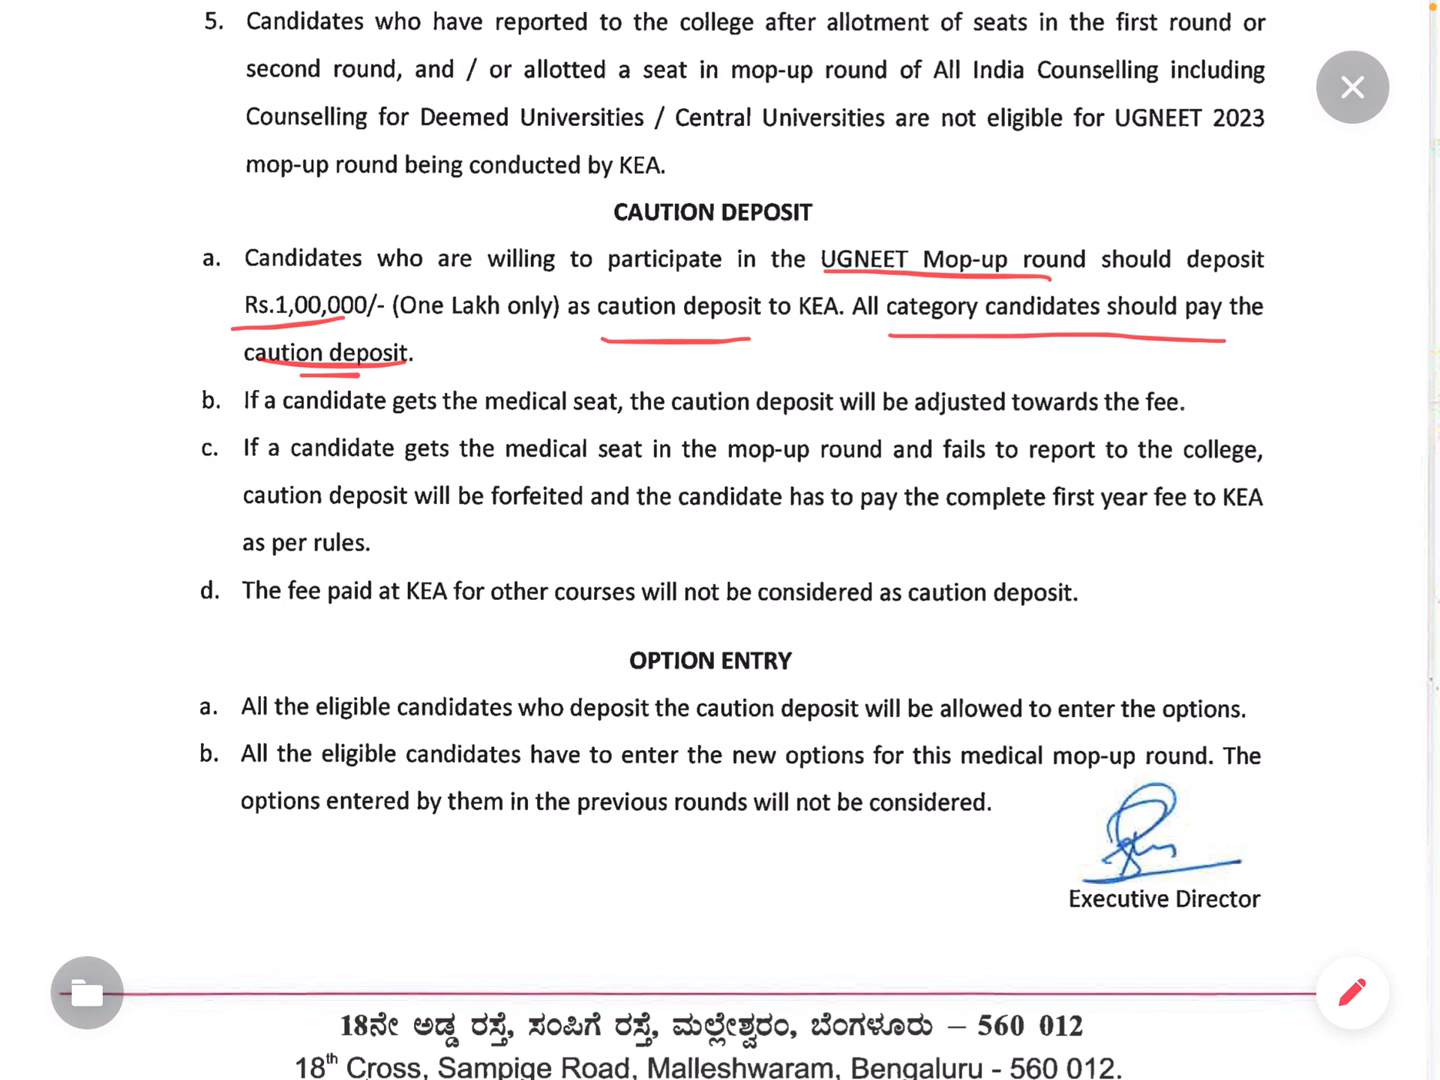 5. Candidates who have reported to the college after allotment of seats in the first round or
second round, and / or allotted a seat in mop-up round of All India Counselling including
Counselling for Deemed Universities / Central Universities are not eligible for UGNEET 2023
mop-up round being conducted by KEA.
CAUTION DEPOSIT
a. Candidates who are willing to participate in the UGNEET Mop-up round should deposit
Rs.1,00,000/- (One Lakh only) as caution deposit to KEA. All category candidates should pay the
caution deposit.
b. If a candidate gets the medical seat, the caution deposit will be adjusted towards the fee.
c. If a candidate gets the medical seat in the mop-up round and fails to report to the college,
caution deposit will be forfeited and the candidate has to pay the complete first year fee to KEA
as per rules.
d. The fee paid at KEA for other courses will not be considered as caution deposit.
OPTION ENTRY
a. All the eligible candidates who deposit the caution deposit will be allowed to enter the options.
b. All the eligible candidates have to enter the new options for this medical mop-up round. The
options entered by them in the previous rounds will not be considered.
Executive Director
18ನೇ ಅಡ್ಡ ರಸ್ತೆ, ಸಂಪಿಗೆ ರಸ್ತೆ, ಮಲ್ಲೇಶ್ವರಂ, ಬೆಂಗಳೂರು – 560 012
18th Cross, Sampige Road, Malleshwaram, Bengaluru - 560 012.